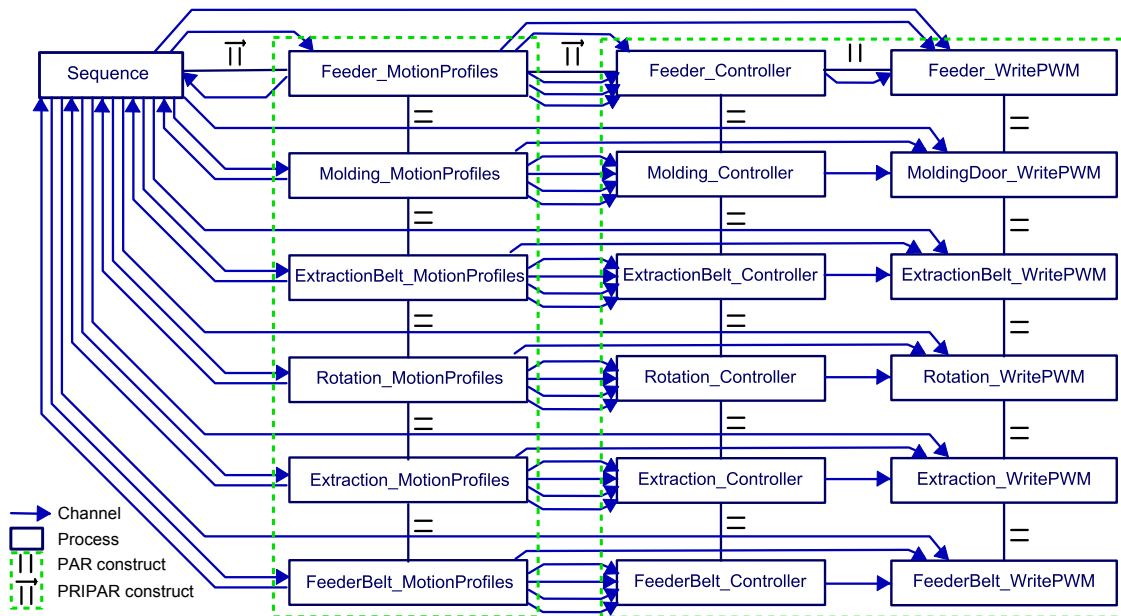 Sequence
Feeder_MotionProfiles
Feeder_Controller
Feeder_WritePWM
Molding_MotionProfiles
Molding_Controller
MoldingDoor_WritePWM
ExtractionBelt_MotionProfiles
ExtractionBelt_Controller
ExtractionBelt_WritePWM
Rotation_MotionProfiles
Rotation_Controller
Rotation_WritePWM
Extraction_MotionProfiles
Extraction_Controller
Extraction_WritePWM
FeederBelt_MotionProfiles
FeederBelt_Controller
FeederBelt_WritePWM
Channel
Process
PAR construct
PRIPAR construct